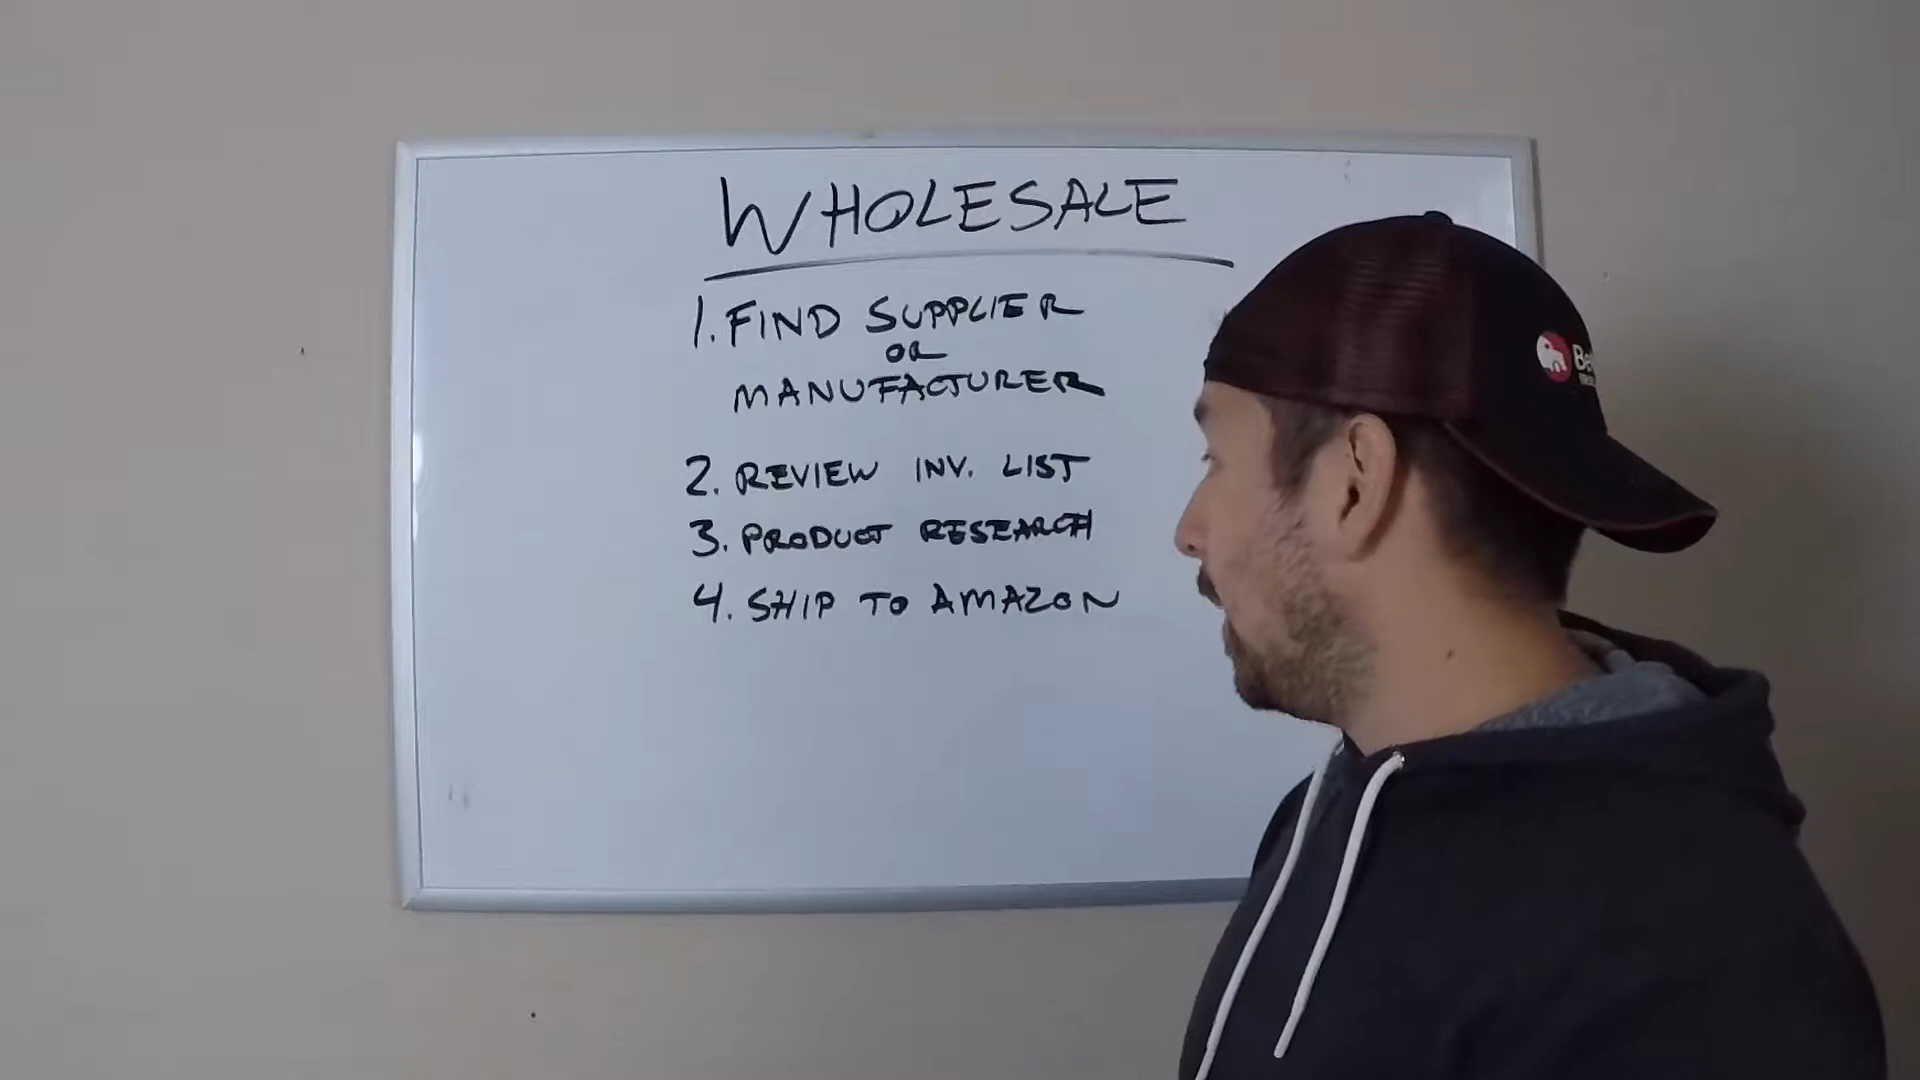 WHOLESALE
1. FIND SUPPLIER
OR
MANUFACTURER
2. REVIEW INV. LIST
3. PRODUCT RESEARCH
4. SHIP TO AMAZON